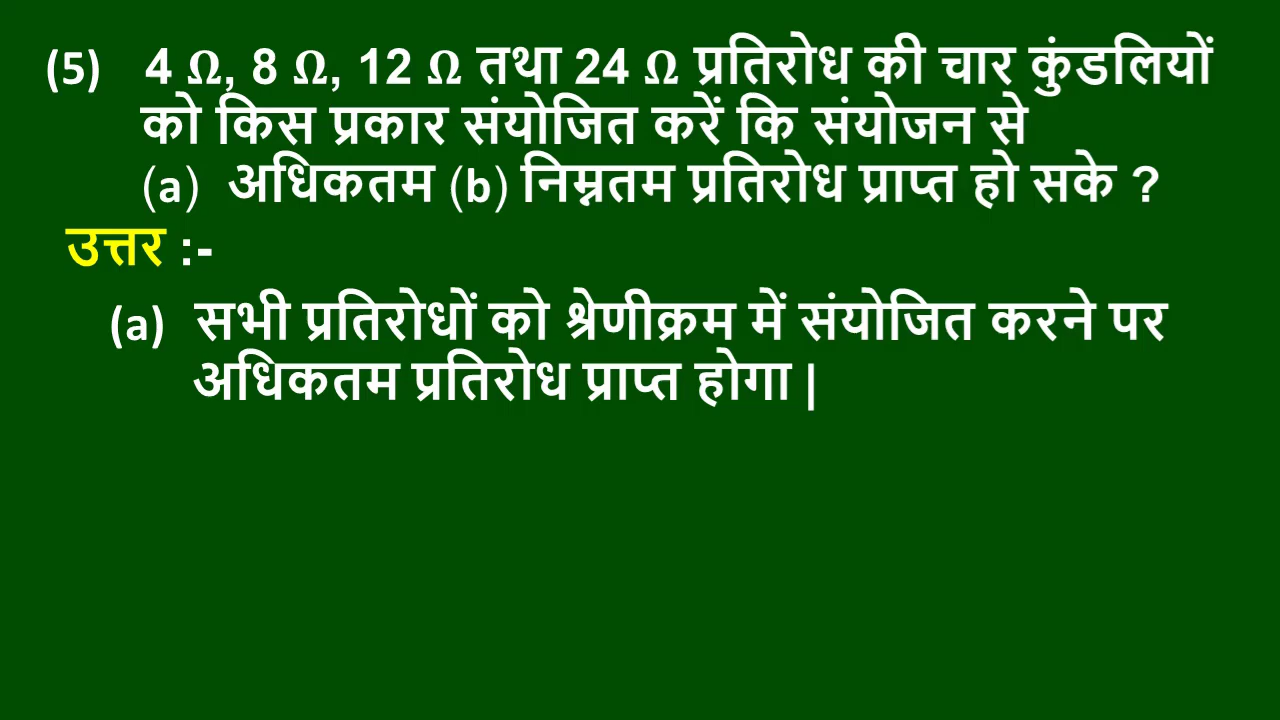 (5) 4 Ω, 8 Ω, 12 Ω तथा 24 Ω प्रतिरोध की चार कुंडलियों
को किस प्रकार संयोजित करें कि संयोजन से
(a) अधिकतम (b) निम्नतम प्रतिरोध प्राप्त हो सके ?
उत्तर :-
(a) सभी प्रतिरोधों को श्रेणीक्रम में संयोजित करने पर
अधिकतम प्रतिरोध प्राप्त होगा |